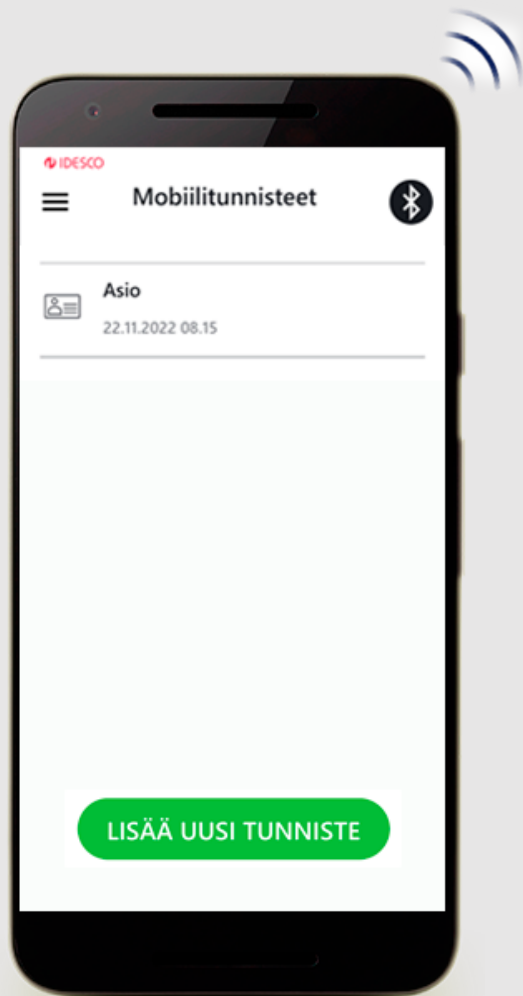 IDESCO
Mobiilitunnisteet
Asio
22.11.2022 08.15
LISÄÄ UUSI TUNNISTE